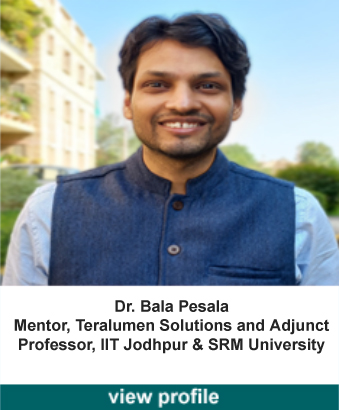 Dr. Bala Pesala
Mentor, Teralumen Solutions and Adjunct
Professor, IIT Jodhpur & SRM University
view profile